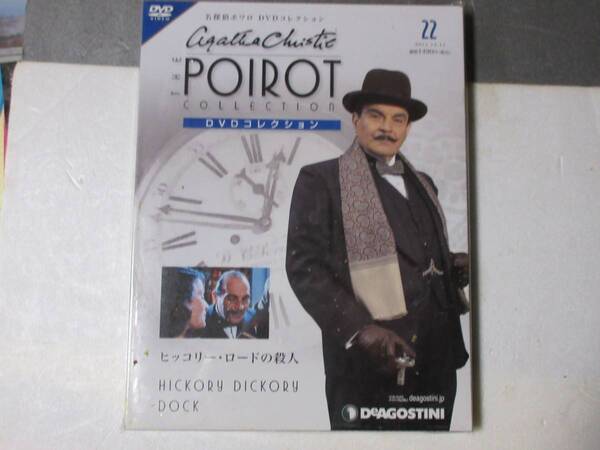 DVD
VIDEO
名探偵ポワロ DVDコレクション
Agatha Christie
THE
POIROT
COLLECTION
DVDコレクション
22
ヒッコリー・ロードの殺人
HICKORY DICKORY
DOCK
deagostini.jp
DEAGOSTINI